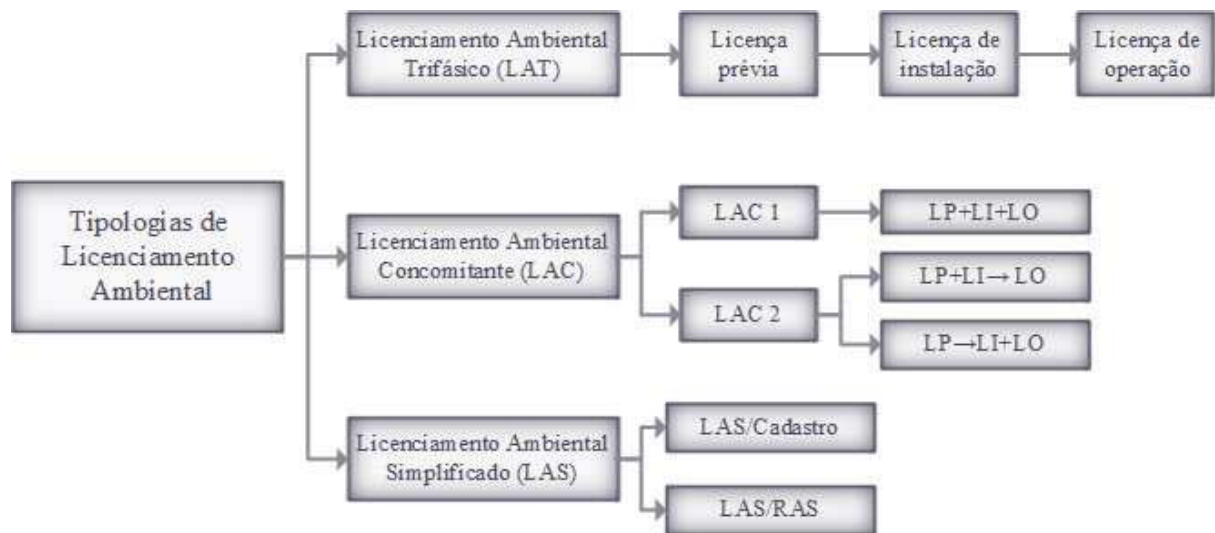 Tipologias de
Licenciamento
Ambiental
Licenciamento Ambiental
Trifásico (LAT)
Licença
prévia
Licença de
instalação
Licença de
operação
Licenciamento Ambiental
Concomitante (LAC)
LAC 1
LP+LI+LO
LAC 2
LP+LI→LO
LP→LI+LO
Licenciamento Ambiental
Simplificado (LAS)
LAS/Cadastro
LAS/RAS